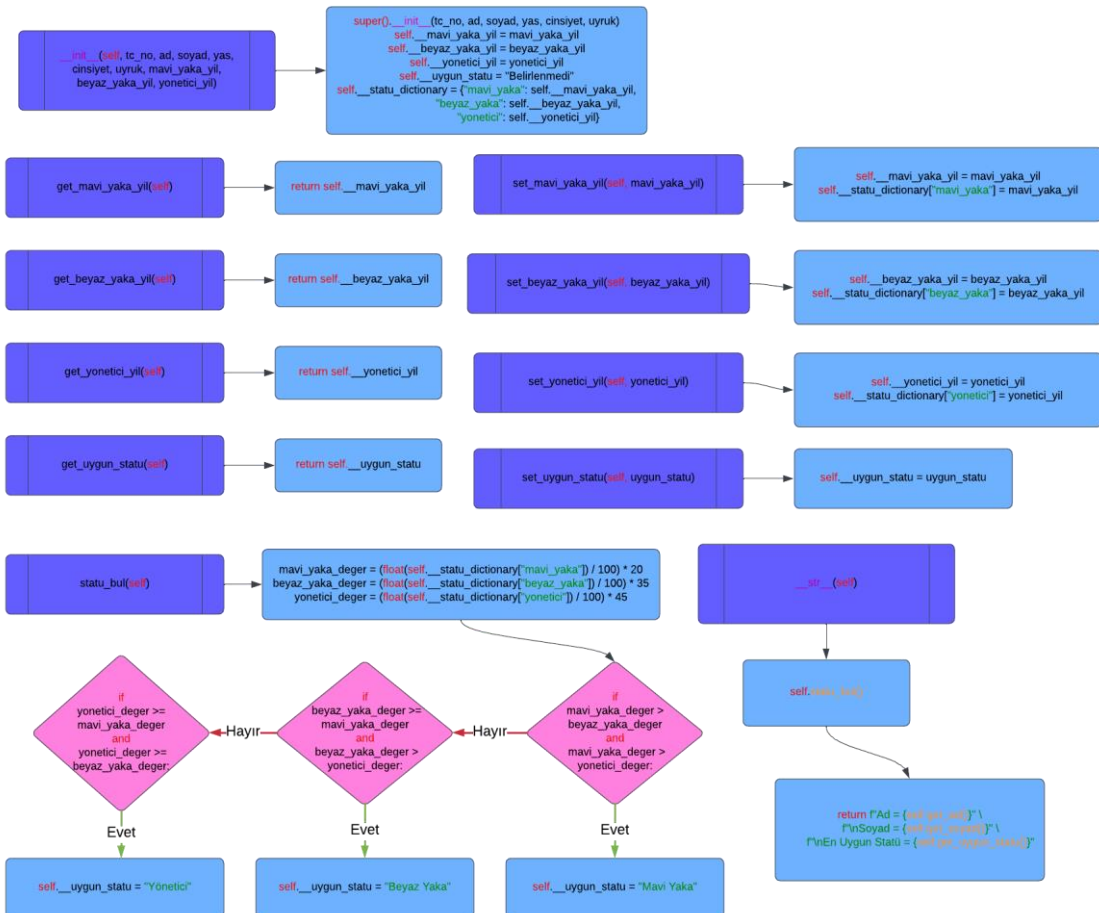 __init__(self, tc_no, ad, soyad, yas,
cinsiyet, uyruk, mavi_yaka_yil,
beyaz_yaka_yil, yonetici_yil)
super().__init__(tc_no, ad, soyad, yas, cinsiyet, uyruk)
self.__mavi_yaka_yil = mavi_yaka_yil
self.__beyaz_yaka_yil = beyaz_yaka_yil
self.__yonetici_yil = yonetici_yil
self.__uygun_statu = "Belirlenmedi"
self.__statu_dictionary = {"mavi_yaka": self.__mavi_yaka_yil,
"beyaz_yaka": self.__beyaz_yaka_yil,
"yonetici": self.__yonetici_yil}
get_mavi_yaka_yil(self)
return self.__mavi_yaka_yil
set_mavi_yaka_yil(self, mavi_yaka_yil)
self.__mavi_yaka_yil = mavi_yaka_yil
self.__statu_dictionary["mavi_yaka"] = mavi_yaka_yil
get_beyaz_yaka_yil(self)
return self.__beyaz_yaka_yil
set_beyaz_yaka_yil(self, beyaz_yaka_yil)
self.__beyaz_yaka_yil = beyaz_yaka_yil
self.__statu_dictionary["beyaz_yaka"] = beyaz_yaka_yil
get_yonetici_yil(self)
return self.__yonetici_yil
set_yonetici_yil(self, yonetici_yil)
self.__yonetici_yil = yonetici_yil
self.__statu_dictionary["yonetici"] = yonetici_yil
get_uygun_statu(self)
return self.__uygun_statu
set_uygun_statu(self, uygun_statu)
self.__uygun_statu = uygun_statu
statu_bul(self)
mavi_yaka_deger = (float(self.__statu_dictionary["mavi_yaka"]) / 100) * 20
beyaz_yaka_deger = (float(self.__statu_dictionary["beyaz_yaka"]) / 100) * 35
yonetici_deger = (float(self.__statu_dictionary["yonetici"]) / 100) * 45
__str__(self)
if
yonetici_deger >=
mavi_yaka_deger
and
yonetici_deger >=
beyaz_yaka_deger:
Hayır
if
beyaz_yaka_deger >=
mavi_yaka_deger
and
beyaz_yaka_deger >
yonetici_deger:
Hayır
if
mavi_yaka_deger >
beyaz_yaka_deger
and
mavi_yaka_deger >
yonetici_deger:
self.statu_bul()
Evet
Evet
Evet
return f"Ad = {self.get_ad()}" \
f"\nSoyad = {self.get_soyad()}" \
f"\nEn Uygun Statü = {self.get_uygun_statu()}"
self.__uygun_statu = "Yönetici"
self.__uygun_statu = "Beyaz Yaka"
self.__uygun_statu = "Mavi Yaka"